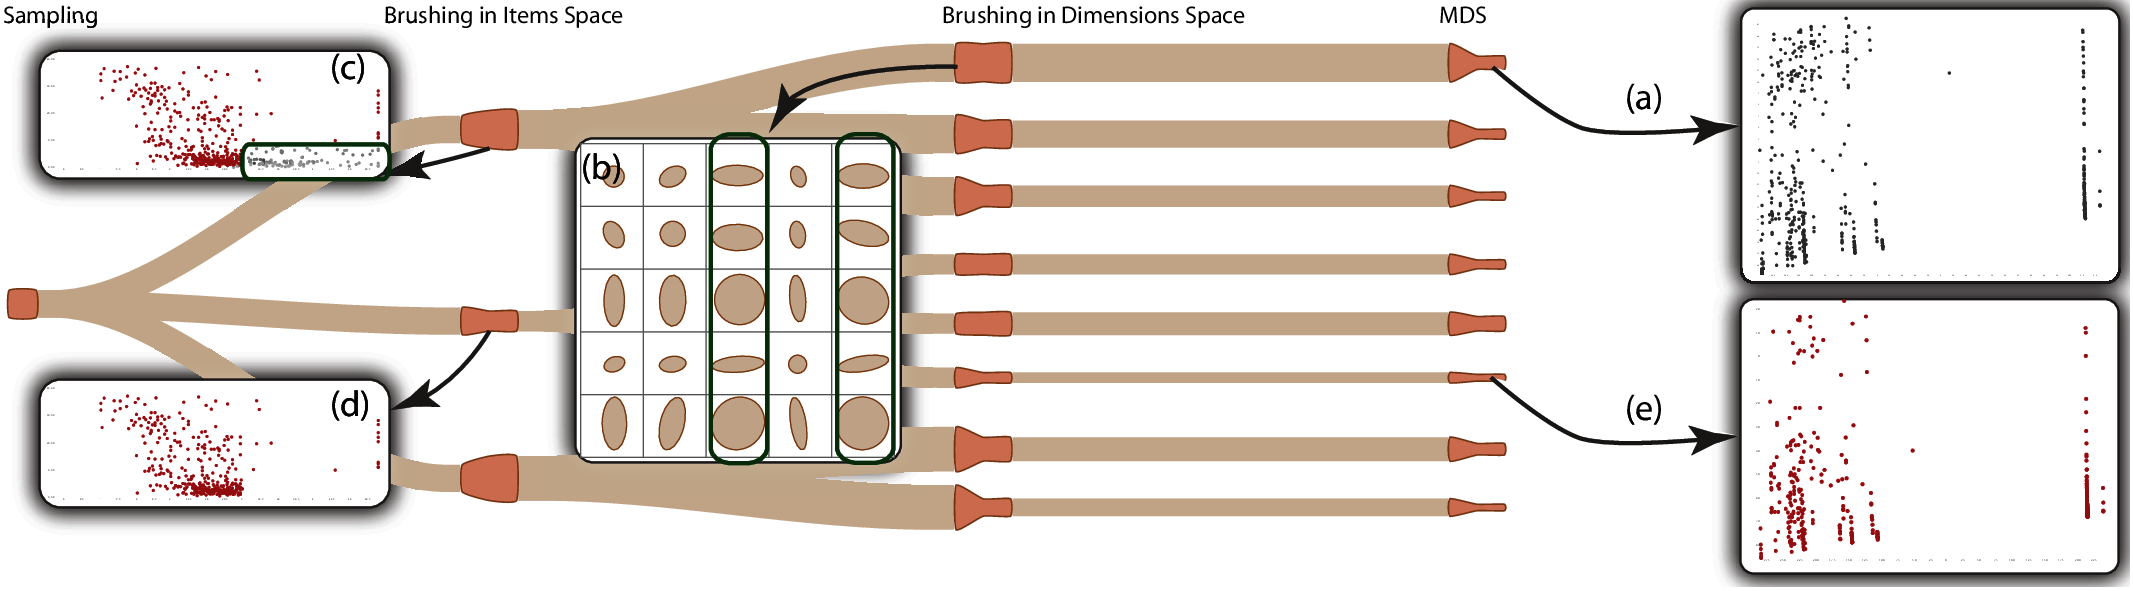 Sampling
Brushing in Items Space
Brushing in Dimensions Space
MDS
(c)
(a)
(b)
(d)
(e)